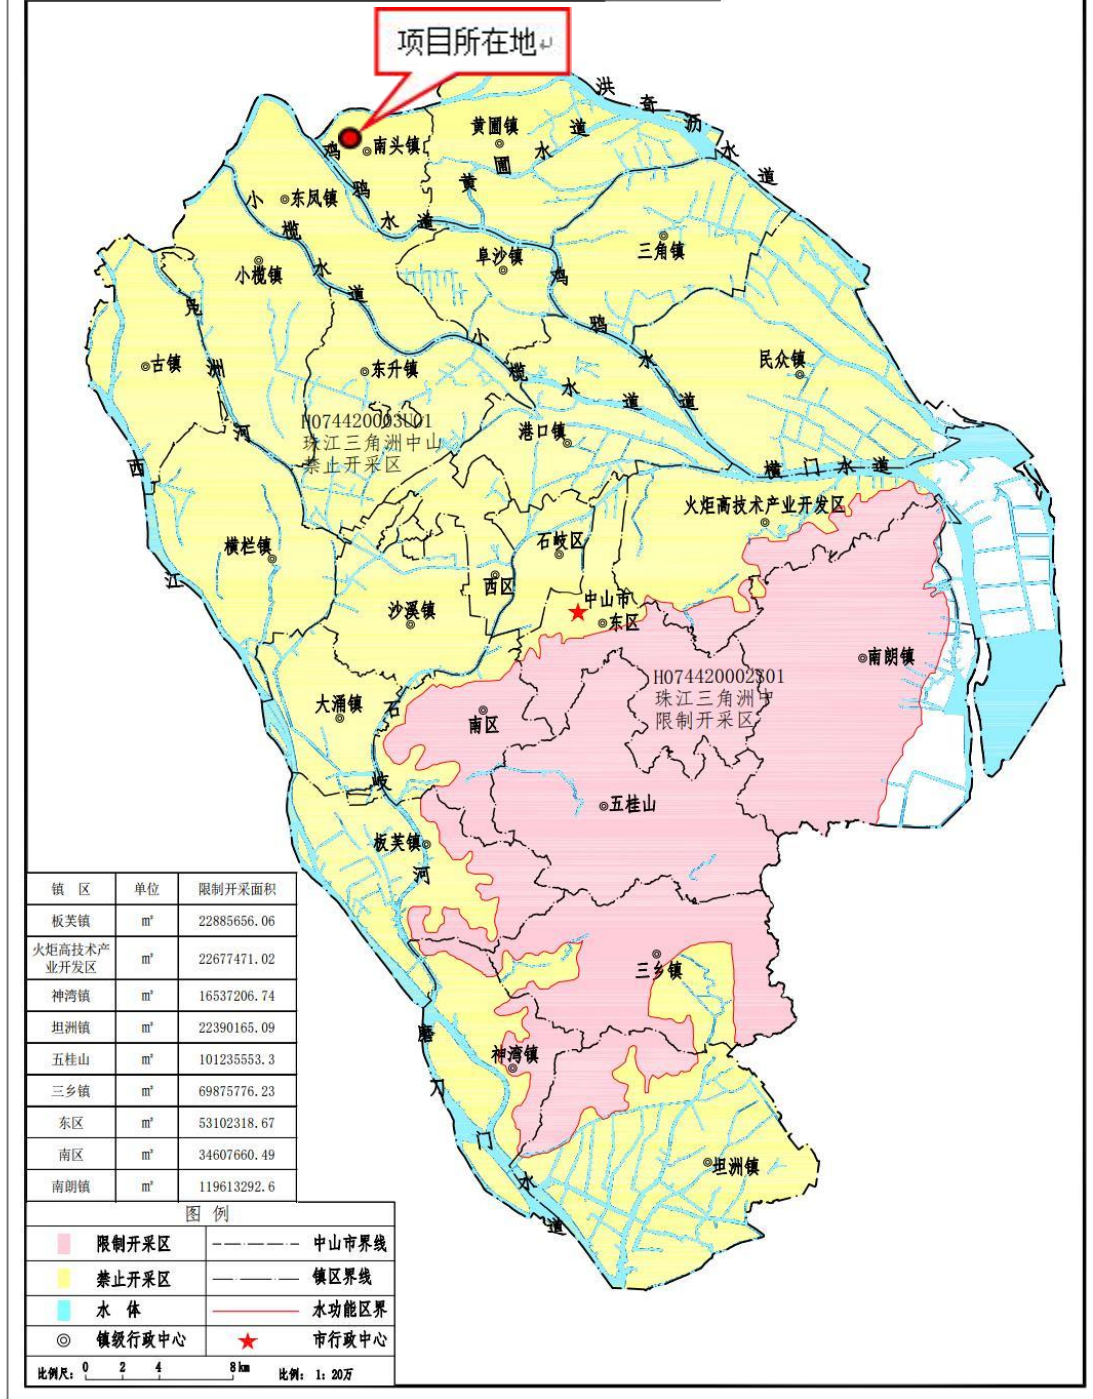 项目所在地
洪奇沥水道
黄圃镇
黄圃水道
南头镇
鸡鸦水道
东凤镇
小榄水道
三角镇
阜沙镇
小榄镇
鸡鸦水道
凫洲河
古镇
东升镇
小榄水道
民众镇
H074420003U01
珠江三角洲中山
禁止开采区
港口镇
西江
横门水道
火炬高技术产业开发区
横栏镇
石岐区
西区
中山市
沙溪镇
东区
南朗镇
H074420002S01
珠江三角洲中
限制开采区
大涌镇
南区
石岐河
五桂山
板芙镇
三乡镇
神湾镇
磨刀门水道
坦洲镇
镇 区 单位 限制开采面积
板芙镇 m² 22885656.06
火炬高技术产
业开发区 m² 22677471.02
神湾镇 m² 16537206.74
坦洲镇 m² 22390165.09
五桂山 m² 101235553.3
三乡镇 m² 69875776.23
东区 m² 53102318.67
南区 m² 34607660.49
南朗镇 m² 119613292.6
图 例
限制开采区 中山市界线
禁止开采区 镇区界线
水 体 水功能区界
镇级行政中心 市行政中心
比例尺: 0 2 4 8km 比例: 1: 20万